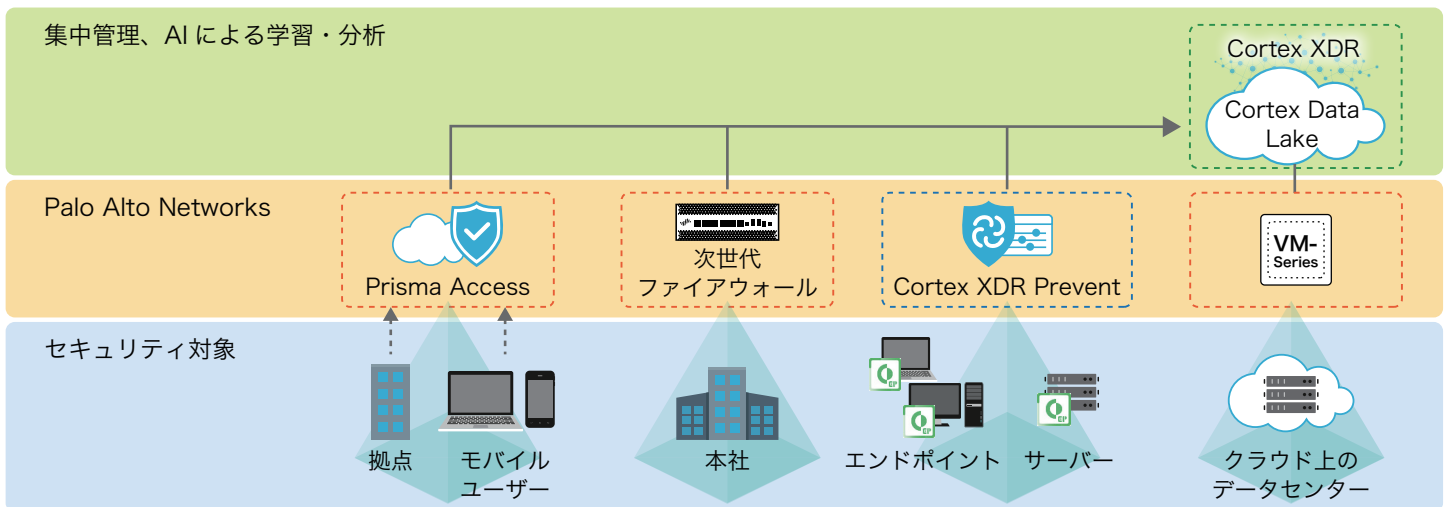 集中管理、AI による学習・分析
Cortex XDR
Cortex Data
Lake
Palo Alto Networks
Prisma Access
次世代
ファイアウォール
Cortex XDR Prevent
VM-
Series
セキュリティ対象
拠点
モバイル
ユーザー
本社
EP
EP
エンドポイント
EP
サーバー
クラウド上の
データセンター